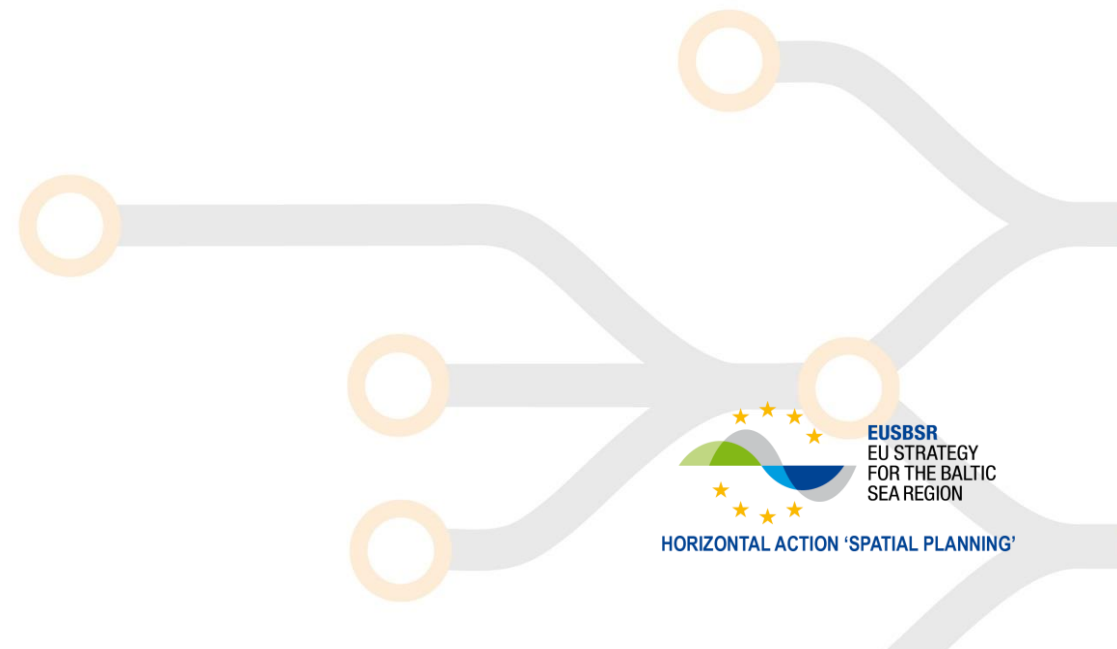 EUSBSR
EU STRATEGY
FOR THE BALTIC
SEA REGION
HORIZONTAL ACTION ‘SPATIAL PLANNING’